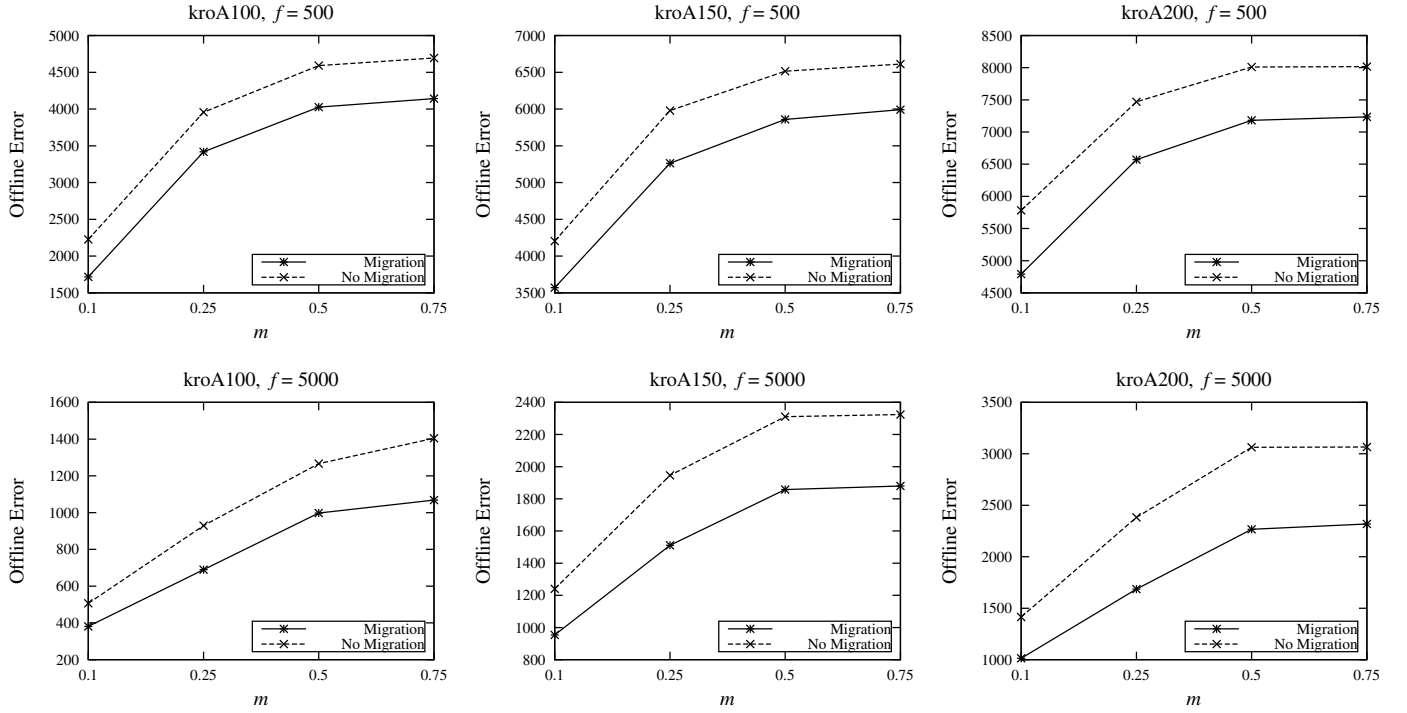 kroA100, f = 500
5000
4500
4000
3500
3000
2500
2000
1500
Offline Error
0.1 0.25 0.5 0.75
m
Migration
No Migration
kroA150, f = 500
7000
6500
6000
5500
5000
4500
4000
3500
Offline Error
0.1 0.25 0.5 0.75
m
Migration
No Migration
kroA200, f = 500
8500
8000
7500
7000
6500
6000
5500
5000
4500
Offline Error
0.1 0.25 0.5 0.75
m
Migration
No Migration
kroA100, f = 5000
1600
1400
1200
1000
800
600
400
200
Offline Error
0.1 0.25 0.5 0.75
m
Migration
No Migration
kroA150, f = 5000
2400
2200
2000
1800
1600
1400
1200
1000
800
Offline Error
0.1 0.25 0.5 0.75
m
Migration
No Migration
kroA200, f = 5000
3500
3000
2500
2000
1500
1000
Offline Error
0.1 0.25 0.5 0.75
m
Migration
No Migration